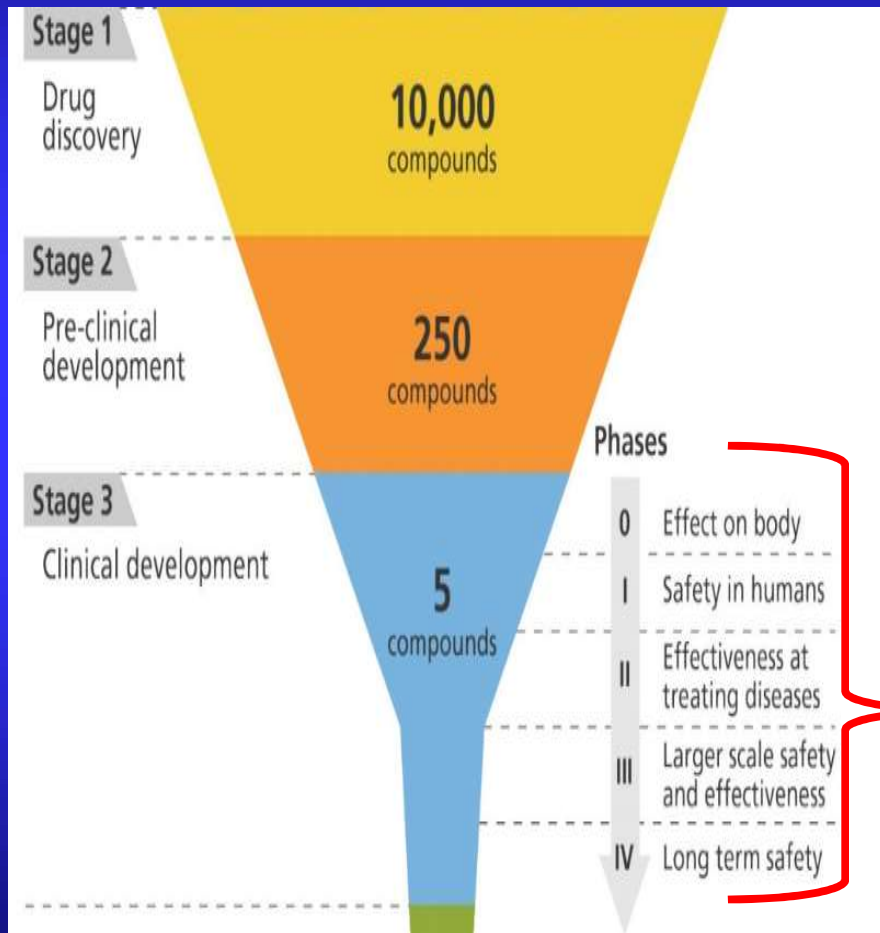 Stage 1
Drug
discovery
10,000
compounds
Stage 2
Pre-clinical
development
250
compounds
Stage 3
Clinical development
5
compounds
Phases
0 Effect on body
I Safety in humans
II Effectiveness at
treating diseases
III Larger scale safety
and effectiveness
IV Long term safety